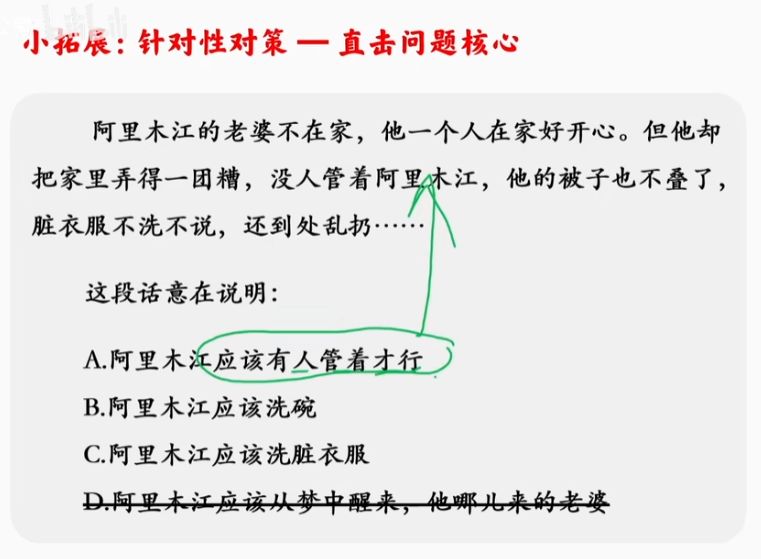 小拓展：针对性对策 — 直击问题核心
阿里木江的老婆不在家，他一个人在家好开心。但他却
把家里弄得一团糟，没人管着阿里木江，他的被子也不叠了，
脏衣服不洗不说，还到处乱扔……
这段话意在说明：
A.阿里木江应该有人管着才行
B.阿里木江应该洗碗
C.阿里木江应该洗脏衣服
D.阿里木江应该从梦中醒来，他哪儿来的老婆